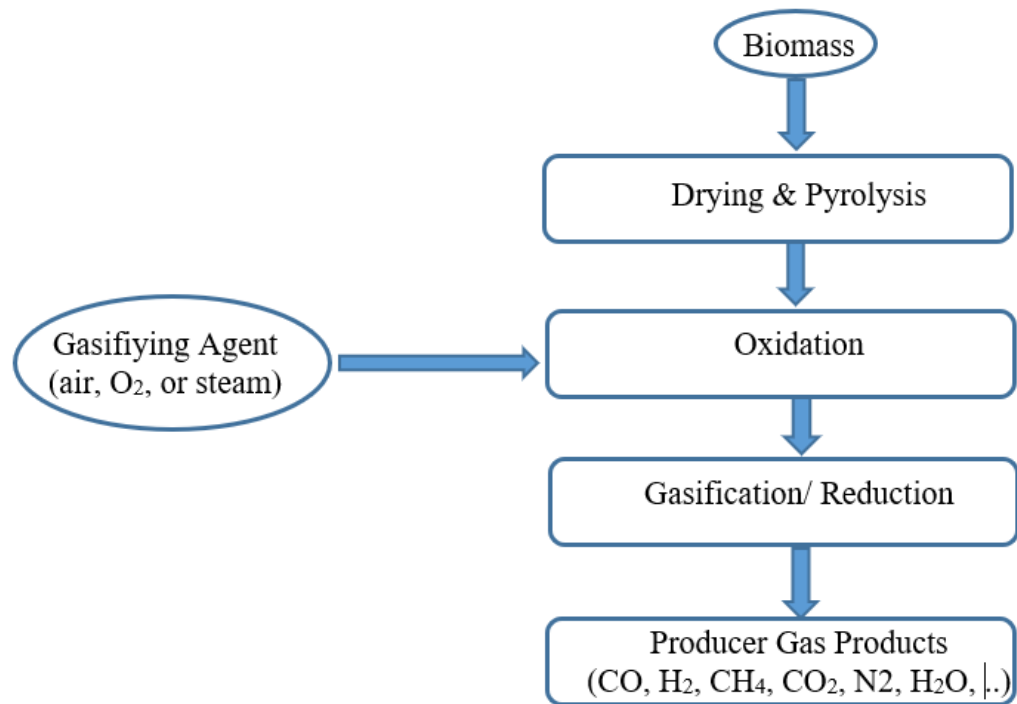 Biomass
Drying & Pyrolysis
Gasifiying Agent
(air, O₂, or steam)
Oxidation
Gasification/ Reduction
Producer Gas Products
(CO, H₂, CH₄, CO₂, N2, H₂O, ..)